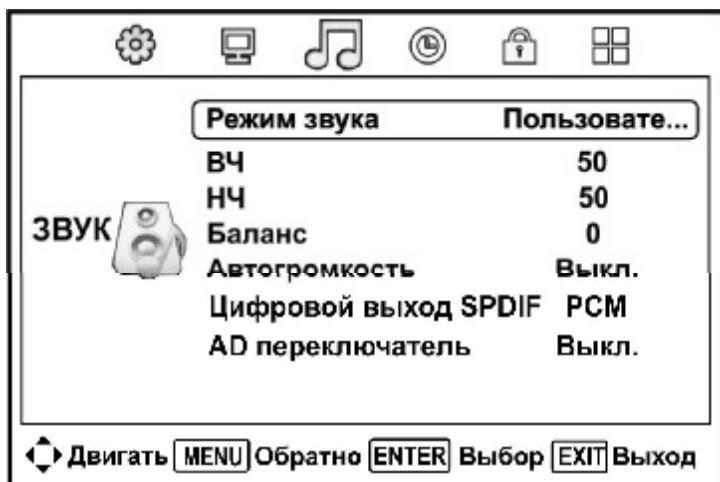 Режим звука Пользовате...
ВЧ 50
НЧ 50
ЗВУК
Баланс 0
Автогромкость Выкл.
Цифровой выход SPDIF PCM
AD переключатель Выкл.
Двигать MENU Обратно ENTER Выбор EXIT Выход